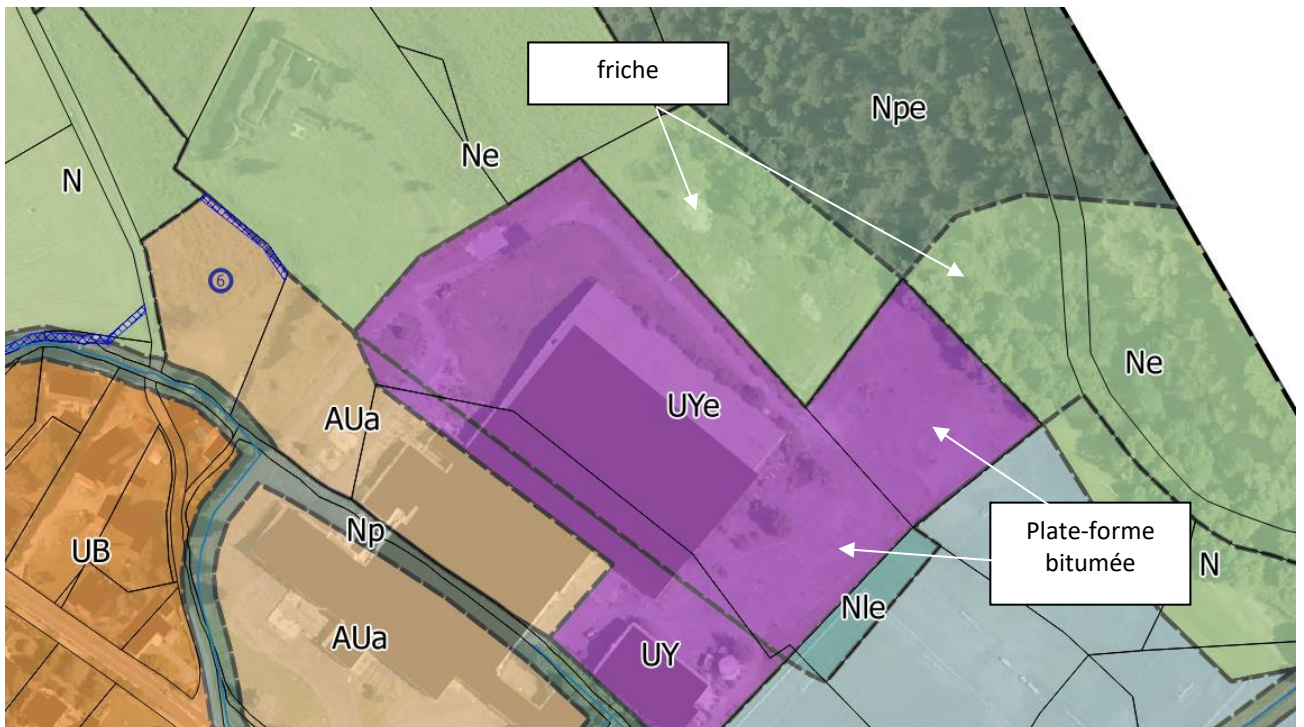 friche
Npe
Ne
N
6
UYe
Ne
AUa
Plate-forme
bitumée
Np
UB
N
Nle
AUa
UY